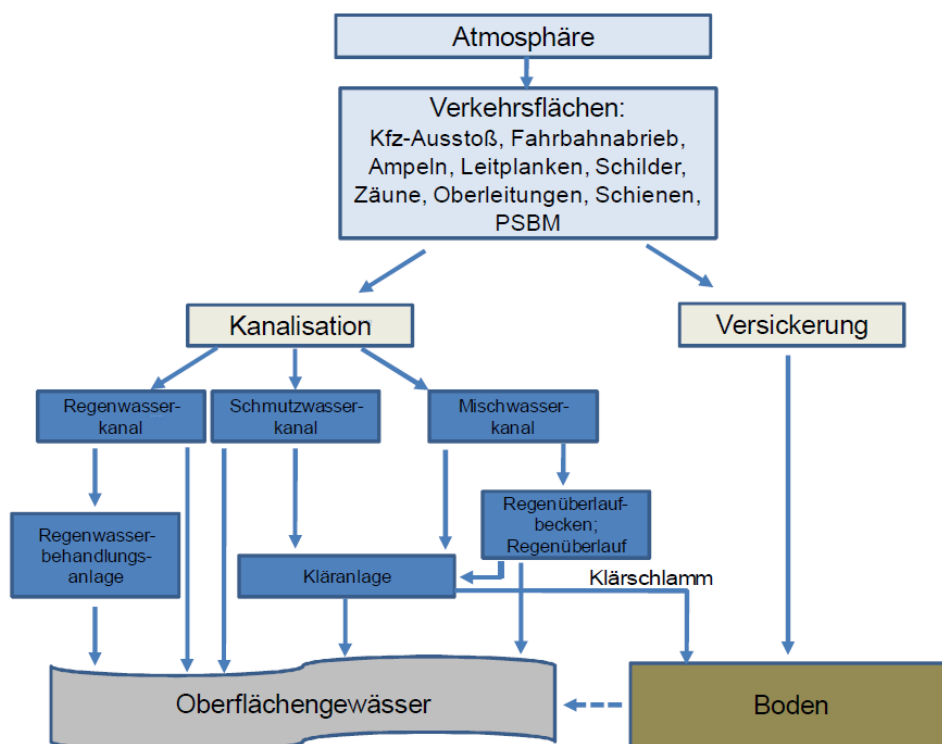 Atmosphäre
Verkehrsflächen:
Kfz-Ausstoß, Fahrbahnabrieb,
Ampeln, Leitplanken, Schilder,
Zäune, Oberleitungen, Schienen,
PSBM
Kanalisation
Versickerung
Regenwasser-
kanal
Schmutzwasser-
kanal
Mischwasser-
kanal
Regenwasser-
behandlungs-
anlage
Regenüberlauf-
becken;
Regenüberlauf
Kläranlage
Klärschlamm
Oberflächengewässer
Boden